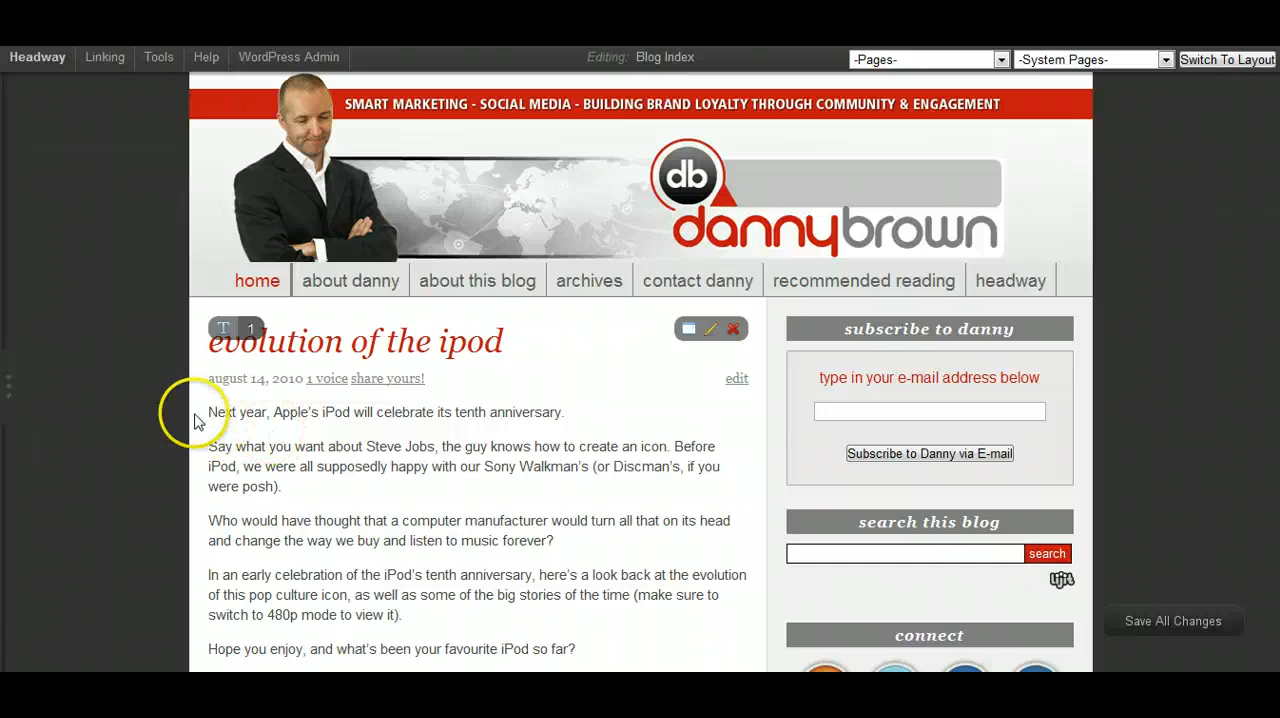 Headway Linking Tools Help WordPress Admin Editing: Blog Index -Pages- -System Pages- Switch To Layout
SMART MARKETING - SOCIAL MEDIA - BUILDING BRAND LOYALTY THROUGH COMMUNITY & ENGAGEMENT
db
dannybrown
home about danny about this blog archives contact danny recommended reading headway
T 1
evolution of the ipod
august 14, 2010 1 voice share yours! edit
Next year, Apple's iPod will celebrate its tenth anniversary.
Say what you want about Steve Jobs, the guy knows how to create an icon. Before
iPod, we were all supposedly happy with our Sony Walkman's (or Discman's, if you
were posh).
Who would have thought that a computer manufacturer would turn all that on its head
and change the way we buy and listen to music forever?
In an early celebration of the iPod's tenth anniversary, here's a look back at the evolution
of this pop culture icon, as well as some of the big stories of the time (make sure to
switch to 480p mode to view it).
Hope you enjoy, and what's been your favourite iPod so far?
subscribe to danny
type in your e-mail address below
Subscribe to Danny via E-mail
search this blog
search
lijit
connect
Save All Changes